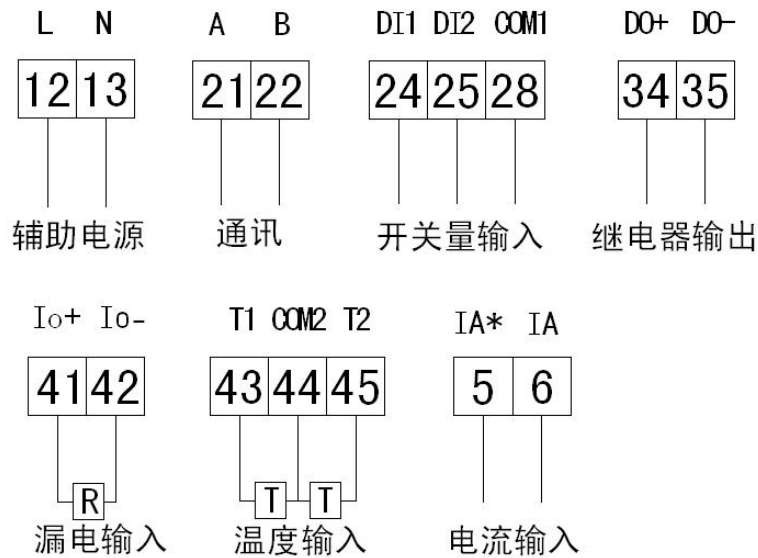 L N A B DI1 DI2 COM1 DO+ DO-
12 13 21 22 24 25 28 34 35
辅助电源 通讯 开关量输入 继电器输出
Io+ Io- T1 COM2 T2 IA* IA
41 42 43 44 45 5 6
R T T
漏电输入 温度输入 电流输入